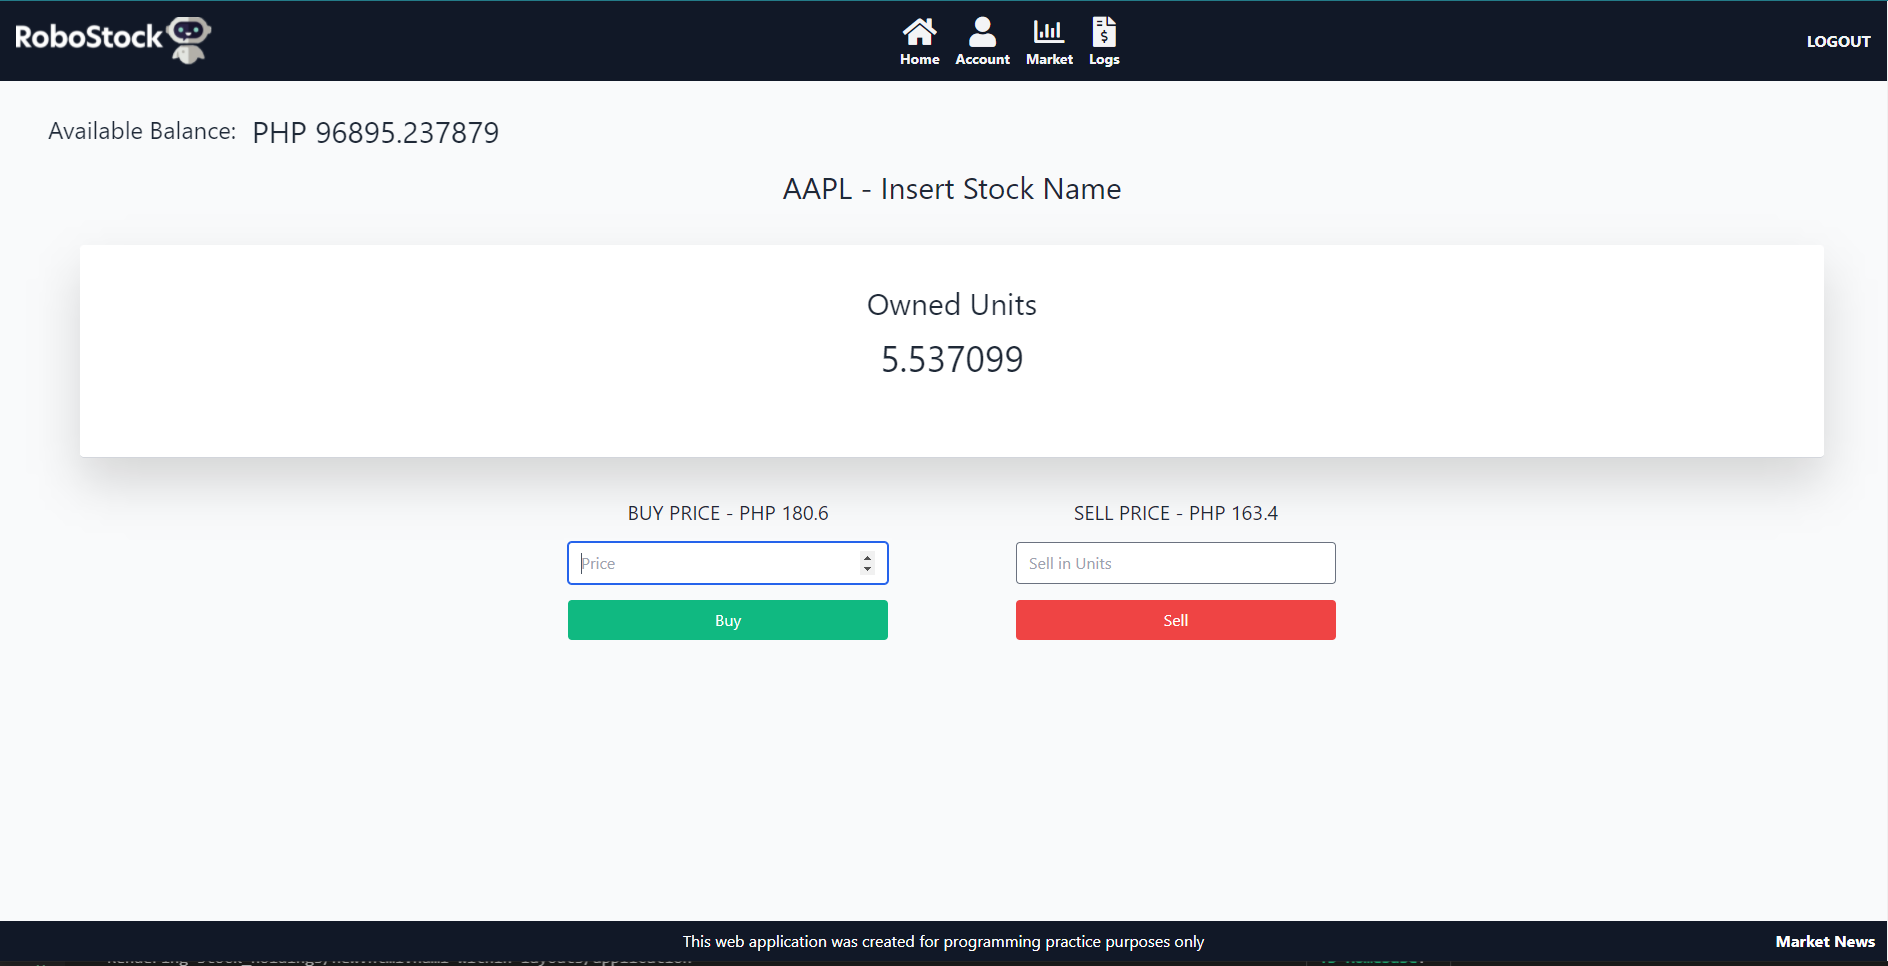 RoboStock
Home Account Market Logs
LOGOUT
Available Balance: PHP 96895.237879
AAPL - Insert Stock Name
Owned Units
5.537099
BUY PRICE - PHP 180.6
SELL PRICE - PHP 163.4
Price
Sell in Units
Buy
Sell
This web application was created for programming practice purposes only
Market News